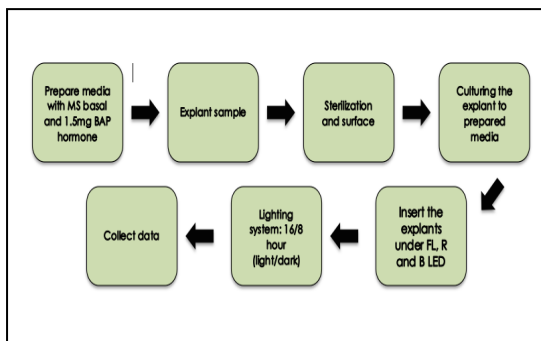 Prepare media
with MS basal
and 1.5mg BAP
hormone
Explant sample
Sterilization
and surface
Culturing the
explant to
prepared
media
Insert the
explants
under FL, R
and B LED
Lighting
system: 16/8
hour
(light/dark)
Collect data